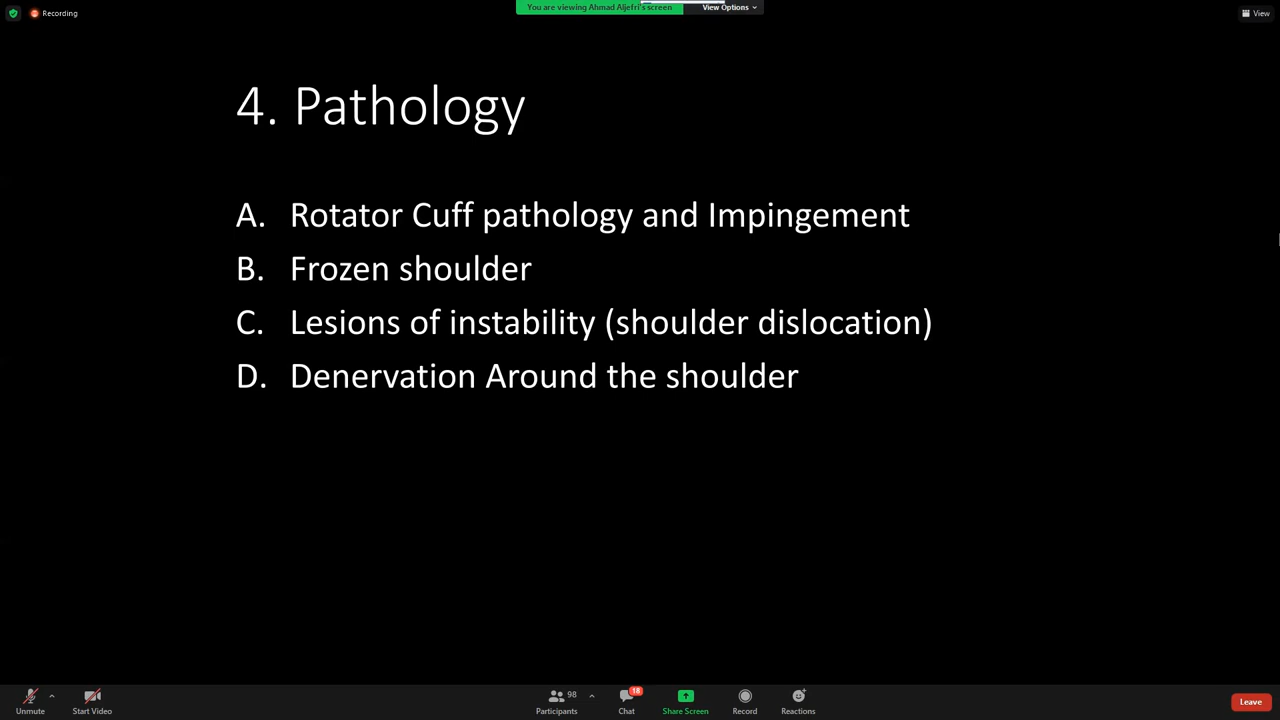 Recording
You are viewing Ahmad Aljefri's screen
View Options
View
4. Pathology
A. Rotator Cuff pathology and Impingement
B. Frozen shoulder
C. Lesions of instability (shoulder dislocation)
D. Denervation Around the shoulder
Unmute
Start Video
98
Participants
18
Chat
Share Screen
Record
Reactions
Leave